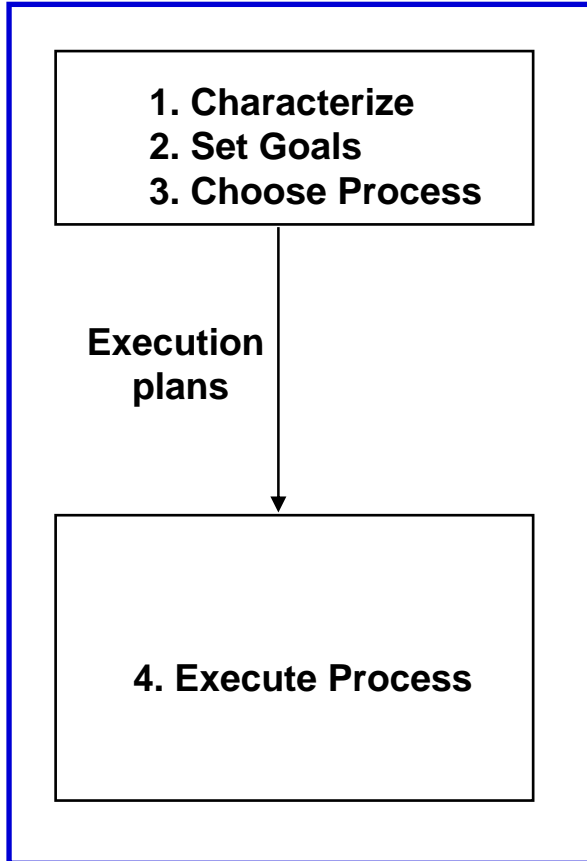 1. Characterize
2. Set Goals
3. Choose Process
Execution
plans
4. Execute Process